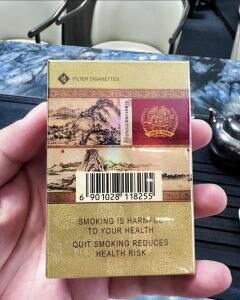 FILTER CIGARETTES
6 901028 118255
SMOKING IS HARMFUL
TO YOUR HEALTH
QUIT SMOKING REDUCES
HEALTH RISK